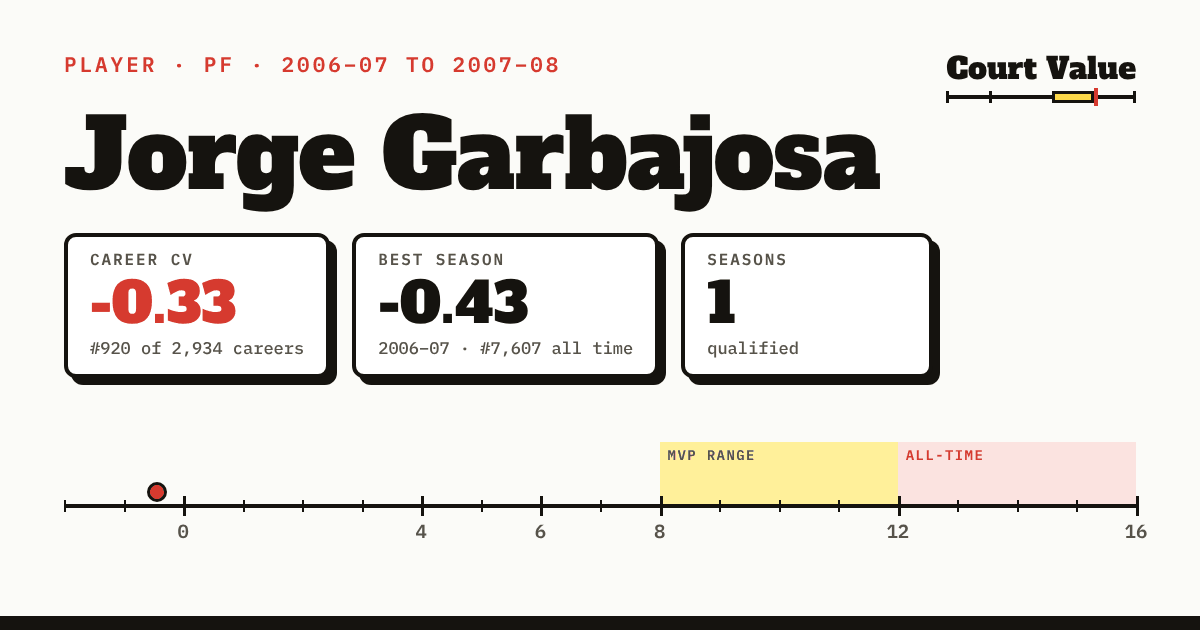 PLAYER · PF · 2006–07 TO 2007–08
Court Value
Jorge Garbajosa
CAREER CV
-0.33
#920 of 2,934 careers
BEST SEASON
-0.43
2006–07 · #7,607 all time
SEASONS
1
qualified
MVP RANGE
ALL-TIME
0 4 6 8 12 16